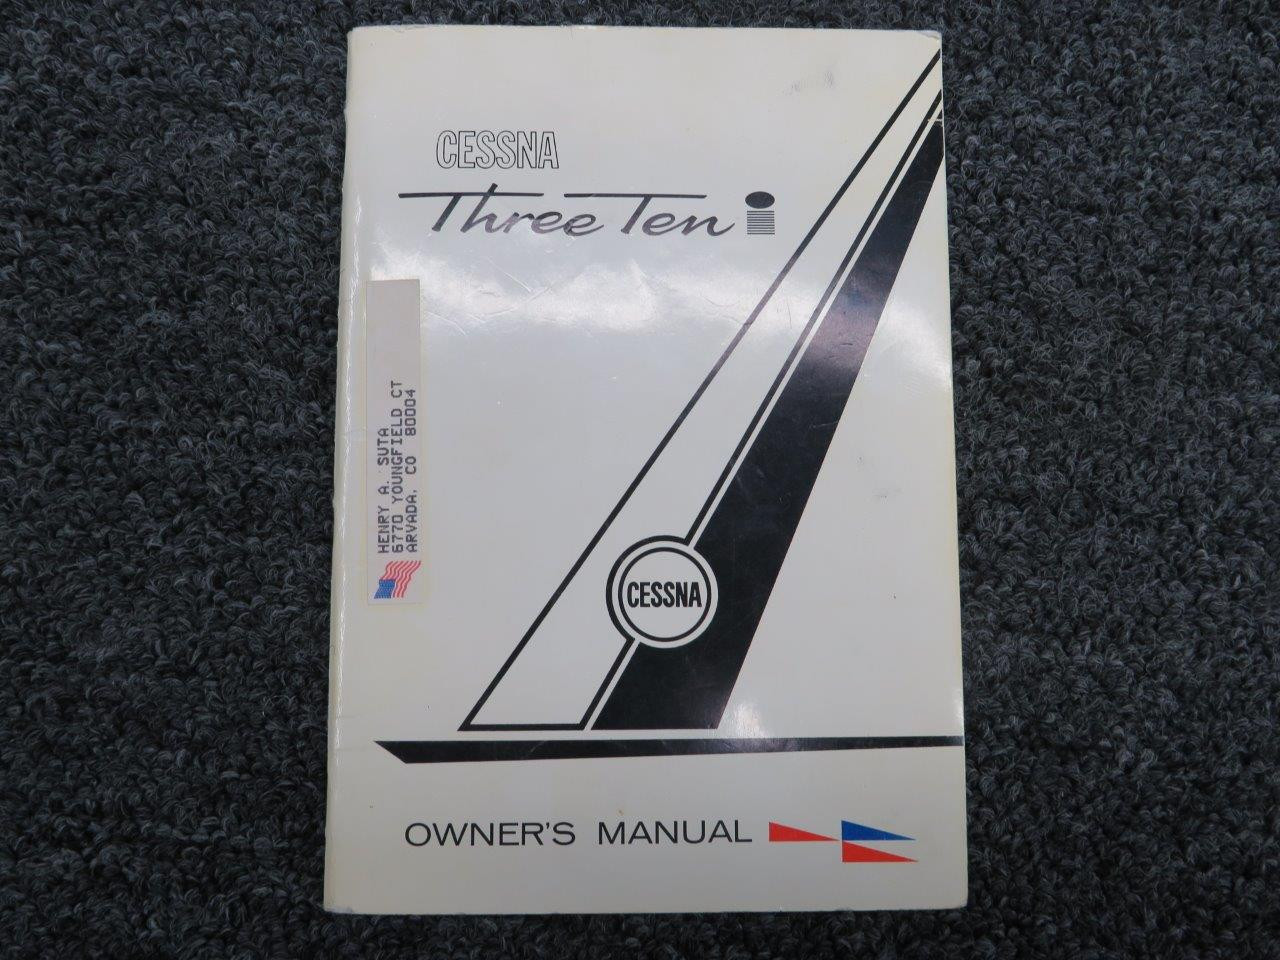 CESSNA
Three Ten i
HENRY A. SUTA
6770 YOUNGFIELD CT
ARVADA, CO 80004
CESSNA
OWNER'S MANUAL